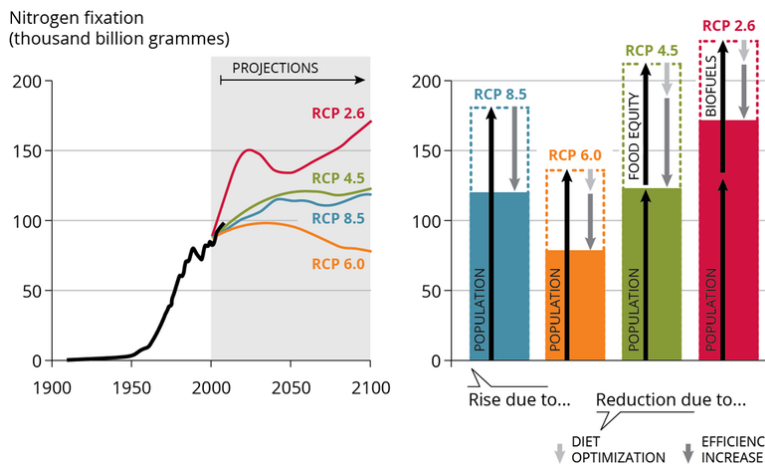 Nitrogen fixation
(thousand billion grammes)
PROJECTIONS
200
150
100
50
0
1900
1950
2000
2050
2100
RCP 2.6
RCP 4.5
RCP 8.5
RCP 6.0
200
150
100
50
0
RCP 8.5
RCP 6.0
RCP 4.5
RCP 2.6
POPULATION
POPULATION
POPULATION
FOOD EQUITY
POPULATION
BIOFUELS
Rise due to...
Reduction due to...
DIET
OPTIMIZATION
EFFICIENC
INCREASE